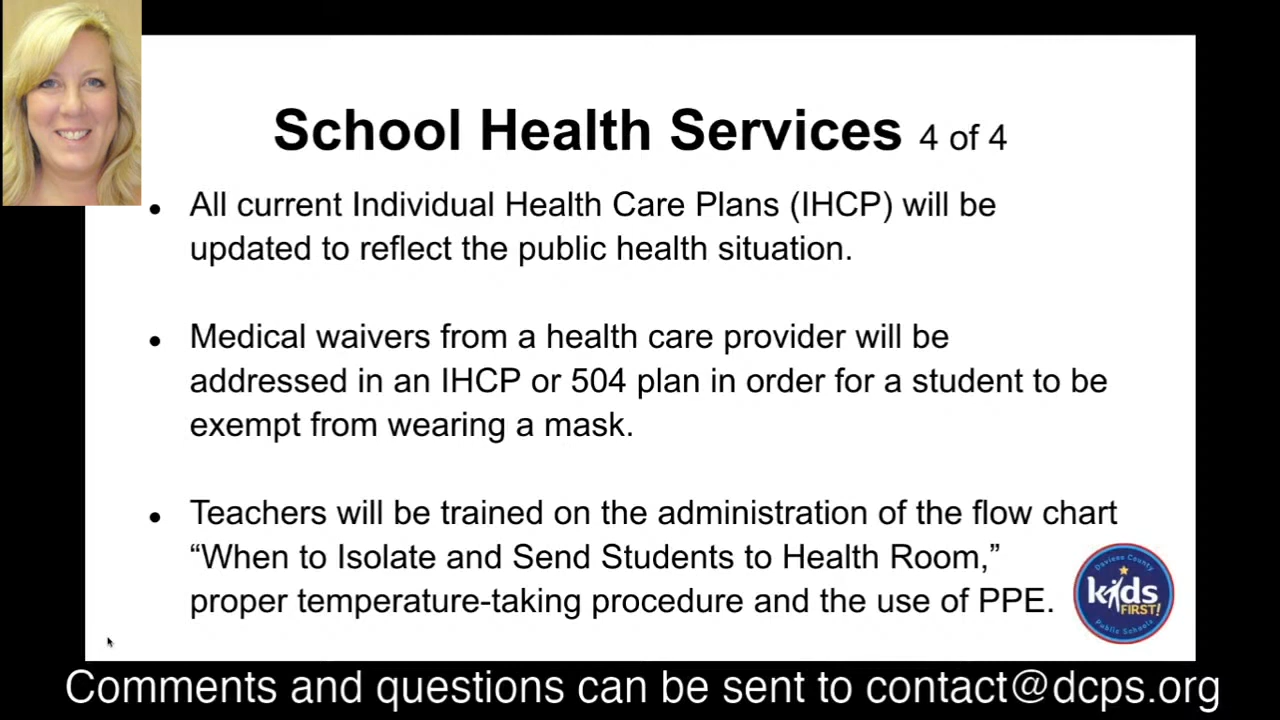 School Health Services 4 of 4
● All current Individual Health Care Plans (IHCP) will be
updated to reflect the public health situation.
● Medical waivers from a health care provider will be
addressed in an IHCP or 504 plan in order for a student to be
exempt from wearing a mask.
● Teachers will be trained on the administration of the flow chart
“When to Isolate and Send Students to Health Room,”
proper temperature-taking procedure and the use of PPE.
Daviess County
kids
FIRST!
Public Schools
Comments and questions can be sent to contact@dcps.org